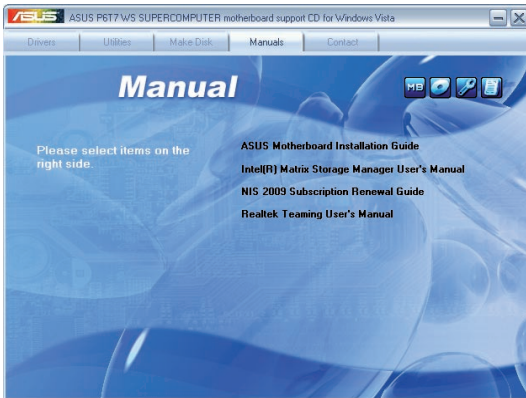 ASUS ASUS P6T7 WS SUPERCOMPUTER motherboard support CD for Windows Vista
Drivers Utilities Make Disk Manuals Contact
Manual
MB
Please select items on the
right side.
ASUS Motherboard Installation Guide
Intel(R) Matrix Storage Manager User's Manual
NIS 2009 Subscription Renewal Guide
Realtek Teaming User's Manual